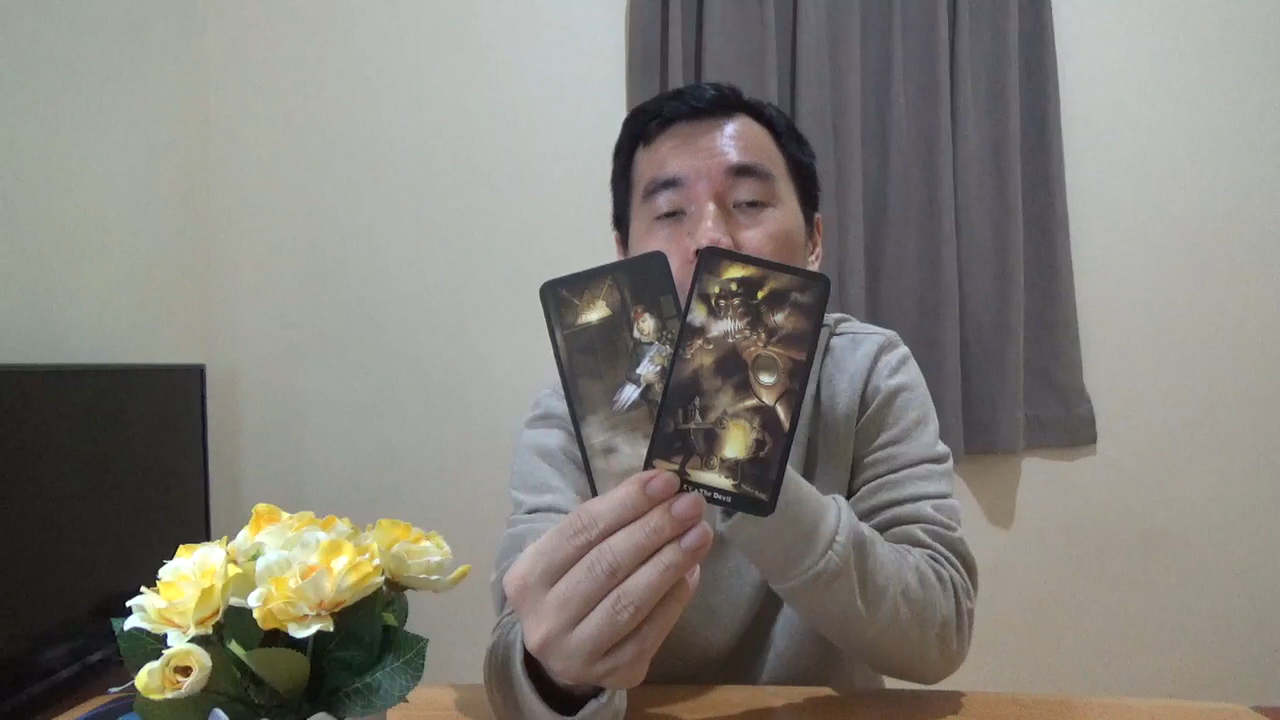 XV • The Devil